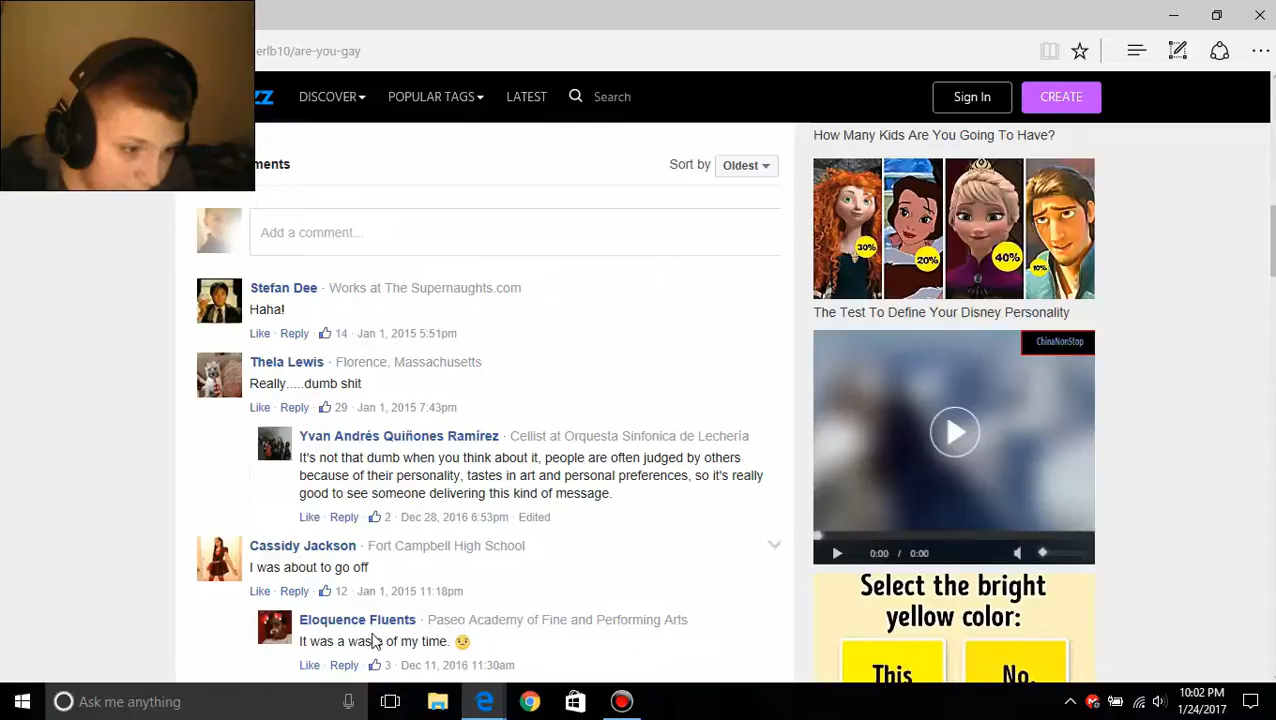 erlb10/are-you-gay
ZZ DISCOVER POPULAR TAGS LATEST Search Sign In CREATE
ments Sort by Oldest
Add a comment...
Stefan Dee · Works at The Supernaughts.com
Haha!
Like · Reply · 14 · Jan 1, 2015 5:51pm
Thela Lewis · Florence, Massachusetts
Really.....dumb shit
Like · Reply · 29 · Jan 1, 2015 7:43pm
Yvan Andrés Quiñones Ramírez · Cellist at Orquesta Sinfonica de Lechería
It's not that dumb when you think about it, people are often judged by others
because of their personality, tastes in art and personal preferences, so it's really
good to see someone delivering this kind of message.
Like · Reply · 2 · Dec 28, 2016 6:53pm · Edited
Cassidy Jackson · Fort Campbell High School
I was about to go off
Like · Reply · 12 · Jan 1, 2015 11:18pm
Eloquence Fluents · Paseo Academy of Fine and Performing Arts
It was a waste of my time.
Like · Reply · 3 · Dec 11, 2016 11:30am
How Many Kids Are You Going To Have?
30% 20% 40% 10%
The Test To Define Your Disney Personality
ChinaNonStop
0:00 / 0:00
Select the bright
yellow color:
This No.
Ask me anything
10:02 PM
1/24/2017